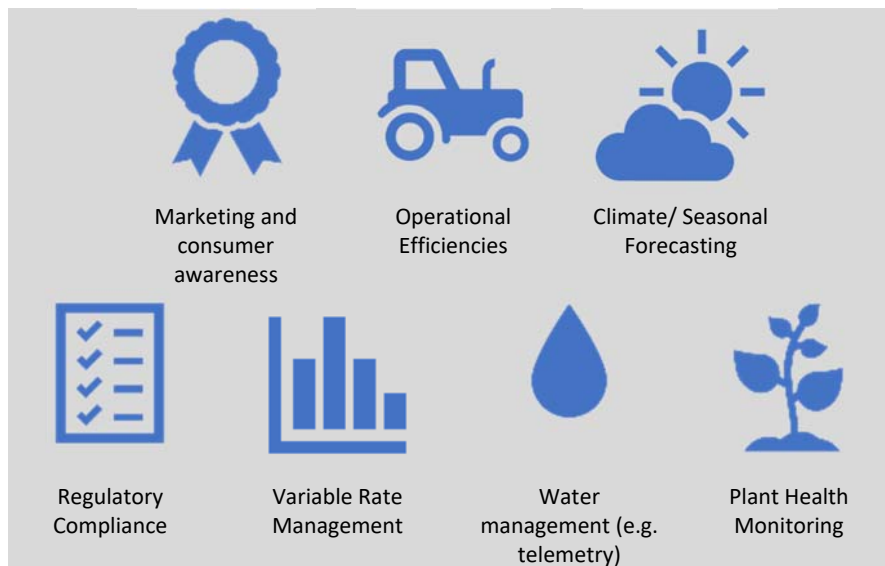 Marketing and
consumer
awareness
Operational
Efficiencies
Climate/ Seasonal
Forecasting
Regulatory
Compliance
Variable Rate
Management
Water
management (e.g.
telemetry)
Plant Health
Monitoring